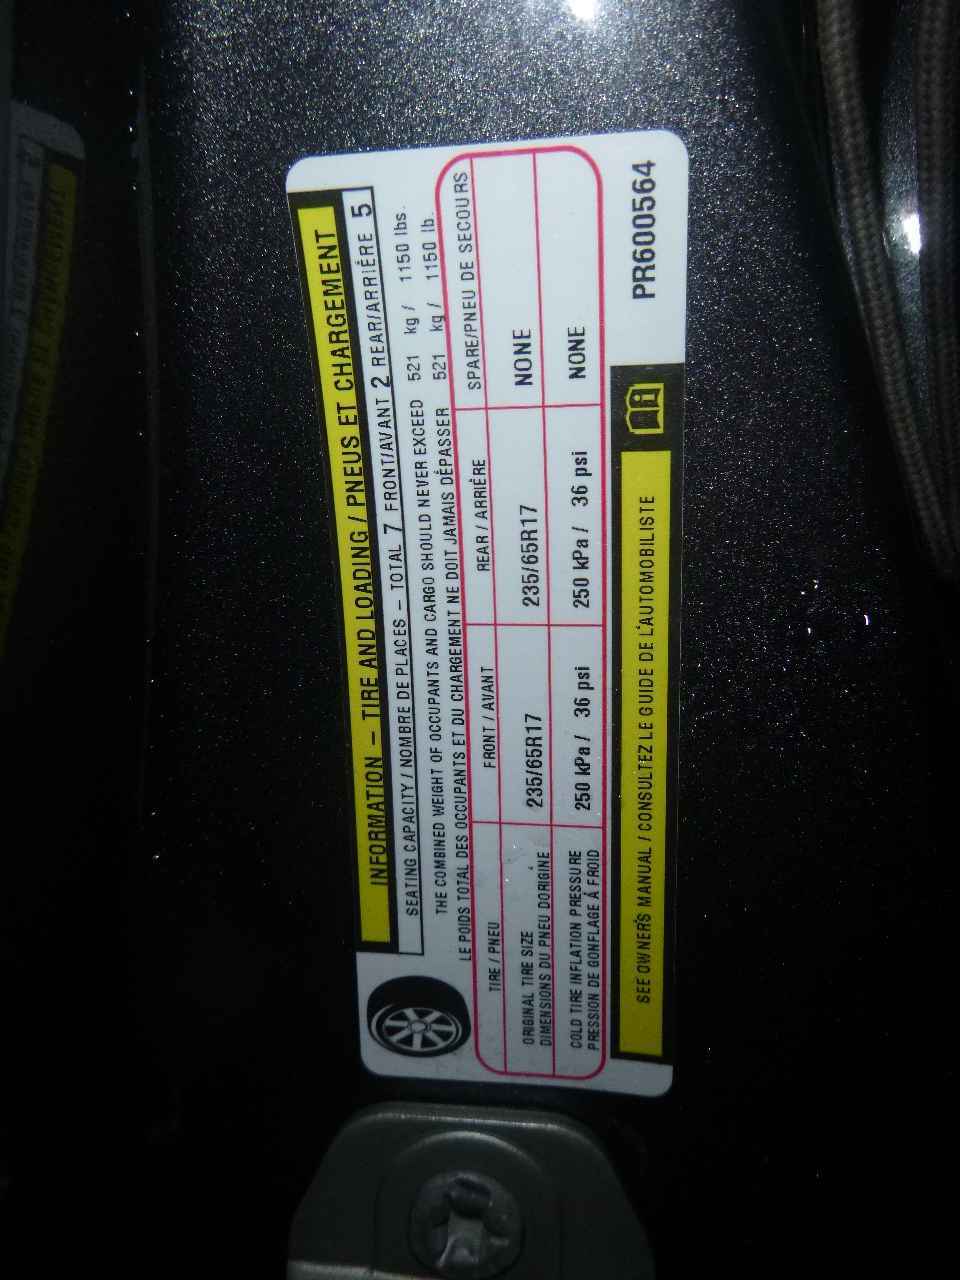 INFORMATION – TIRE AND LOADING / PNEUS ET CHARGEMENT
SEATING CAPACITY / NOMBRE DE PLACES – TOTAL 7 FRONT/AVANT 2 REAR/ARRIÈRE 5
THE COMBINED WEIGHT OF OCCUPANTS AND CARGO SHOULD NEVER EXCEED 521 kg / 1150 lbs.
LE POIDS TOTAL DES OCCUPANTS ET DU CHARGEMENT NE DOIT JAMAIS DÉPASSER 521 kg / 1150 lb.
TIRE / PNEU FRONT / AVANT REAR / ARRIÈRE SPARE/PNEU DE SECOURS
ORIGINAL TIRE SIZE
DIMENSIONS DU PNEU DORIGINE 235/65R17 235/65R17 NONE
COLD TIRE INFLATION PRESSURE
PRESSION DE GONFLAGE À FROID 250 kPa / 36 psi 250 kPa / 36 psi NONE
SEE OWNER'S MANUAL / CONSULTEZ LE GUIDE DE L'AUTOMOBILISTE
PR600564